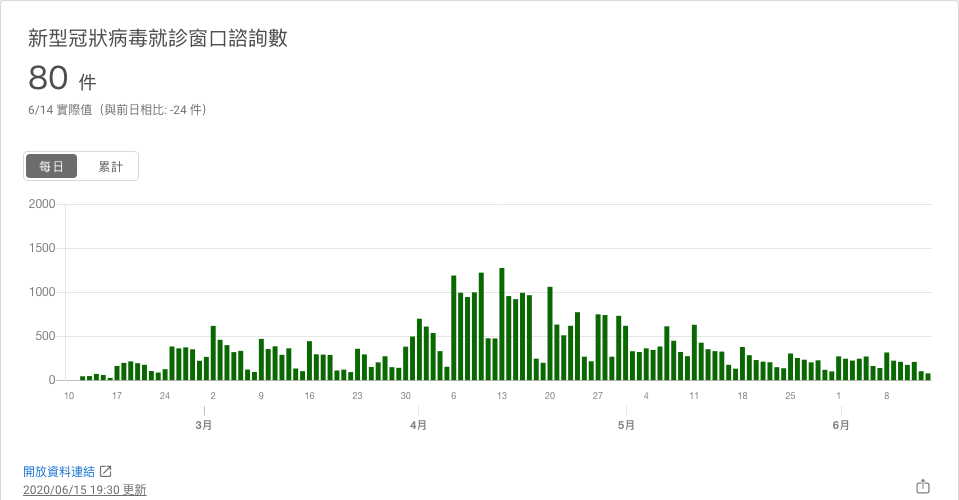 新型冠狀病毒就診窗口諮詢數
80 件
6/14 實際值（與前日相比: -24 件）
每日 累計
2000
1500
1000
500
0
10 17 24 2 9 16 23 30 6 13 20 27 4 11 18 25 1 8
3月 4月 5月 6月
開放資料連結
2020/06/15 19:30 更新